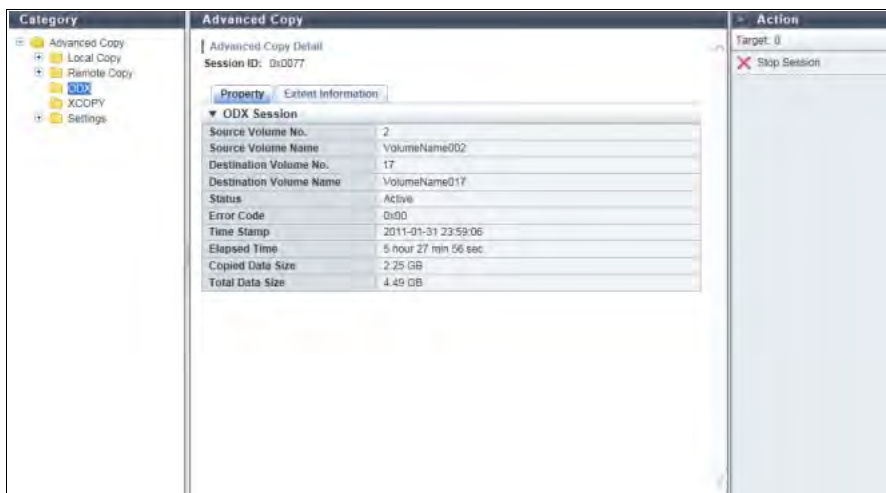 Category
Advanced Copy
Local Copy
Remote Copy
ODX
XCOPY
Settings
Advanced Copy
Advanced Copy Detail
Session ID: 0x0077
Property Extent Information
▼ ODX Session
Source Volume No. 2
Source Volume Name VolumeName002
Destination Volume No. 17
Destination Volume Name VolumeName017
Status Active
Error Code 0x00
Time Stamp 2011-01-31 23:59:06
Elapsed Time 5 hour 27 min 56 sec
Copied Data Size 2.25 GB
Total Data Size 4.49 GB
Action
Target: 0
Stop Session